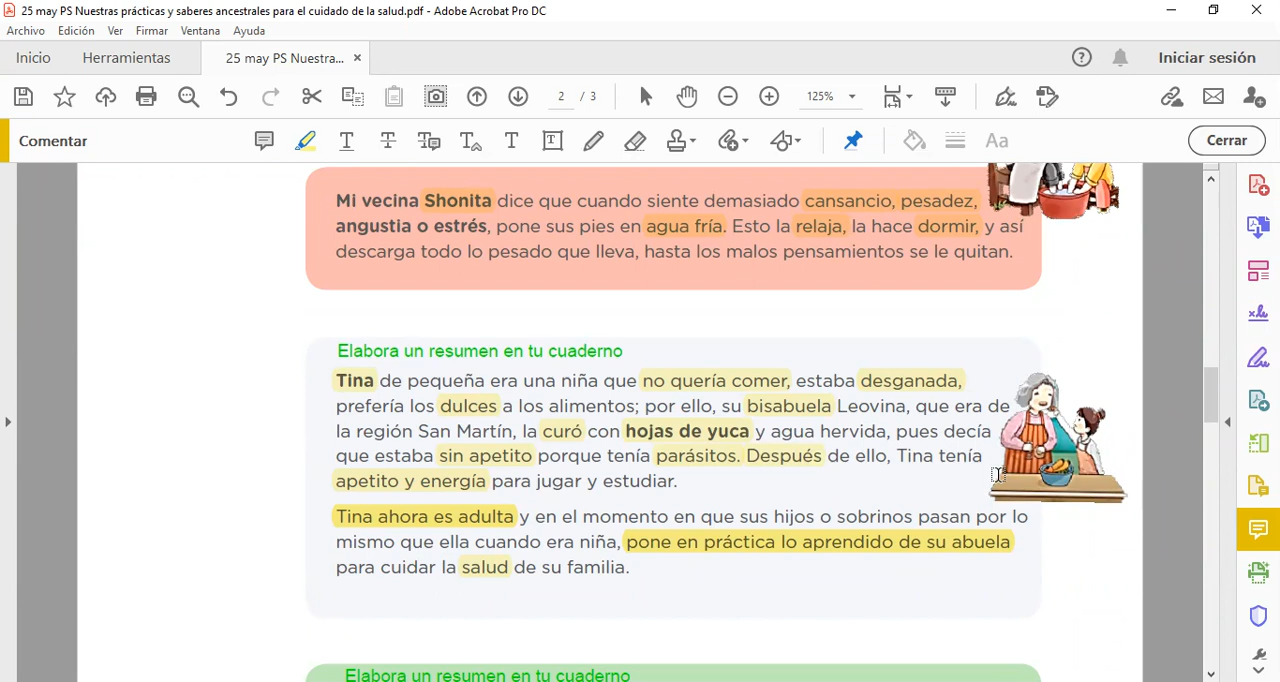 25 may PS Nuestras prácticas y saberes ancestrales para el cuidado de la salud.pdf - Adobe Acrobat Pro DC
Archivo Edición Ver Firmar Ventana Ayuda
Inicio Herramientas 25 may PS Nuestra... × Iniciar sesión
2 / 3 125%
Comentar Cerrar
Mi vecina Shonita dice que cuando siente demasiado cansancio, pesadez,
angustia o estrés, pone sus pies en agua fría. Esto la relaja, la hace dormir, y así
descarga todo lo pesado que lleva, hasta los malos pensamientos se le quitan.
Elabora un resumen en tu cuaderno
Tina de pequeña era una niña que no quería comer, estaba desganada,
prefería los dulces a los alimentos; por ello, su bisabuela Leovina, que era de
la región San Martín, la curó con hojas de yuca y agua hervida, pues decía
que estaba sin apetito porque tenía parásitos. Después de ello, Tina tenía
apetito y energía para jugar y estudiar.
Tina ahora es adulta y en el momento en que sus hijos o sobrinos pasan por lo
mismo que ella cuando era niña, pone en práctica lo aprendido de su abuela
para cuidar la salud de su familia.
Elabora un resumen en tu cuaderno